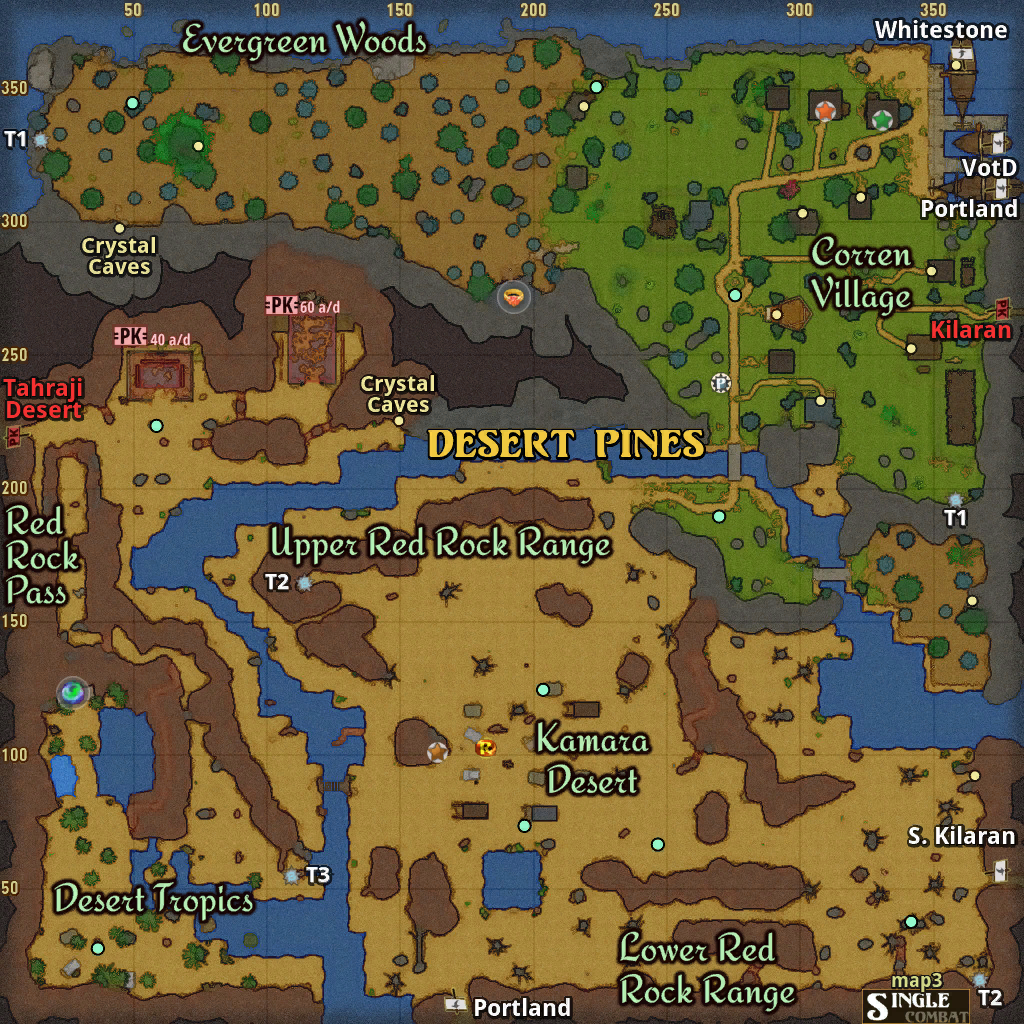 50 100 150 200 250 300 350
Evergreen Woods
Whitestone
350
T1
VotD
Portland
300
Crystal
Caves
Corren
Village
-PK- 60 a/d
-PK- 40 a/d
PK
Kilaran
250
Tahraji
Desert
PK
Crystal
Caves
P
DESERT PINES
200
T1
Red
Rock
Pass
Upper Red Rock Range
T2
150
Kamara
Desert
R
100
S. Kilaran
T3
50
Desert Tropics
Lower Red
Rock Range
map3
SINGLE
COMBAT
T2
Portland